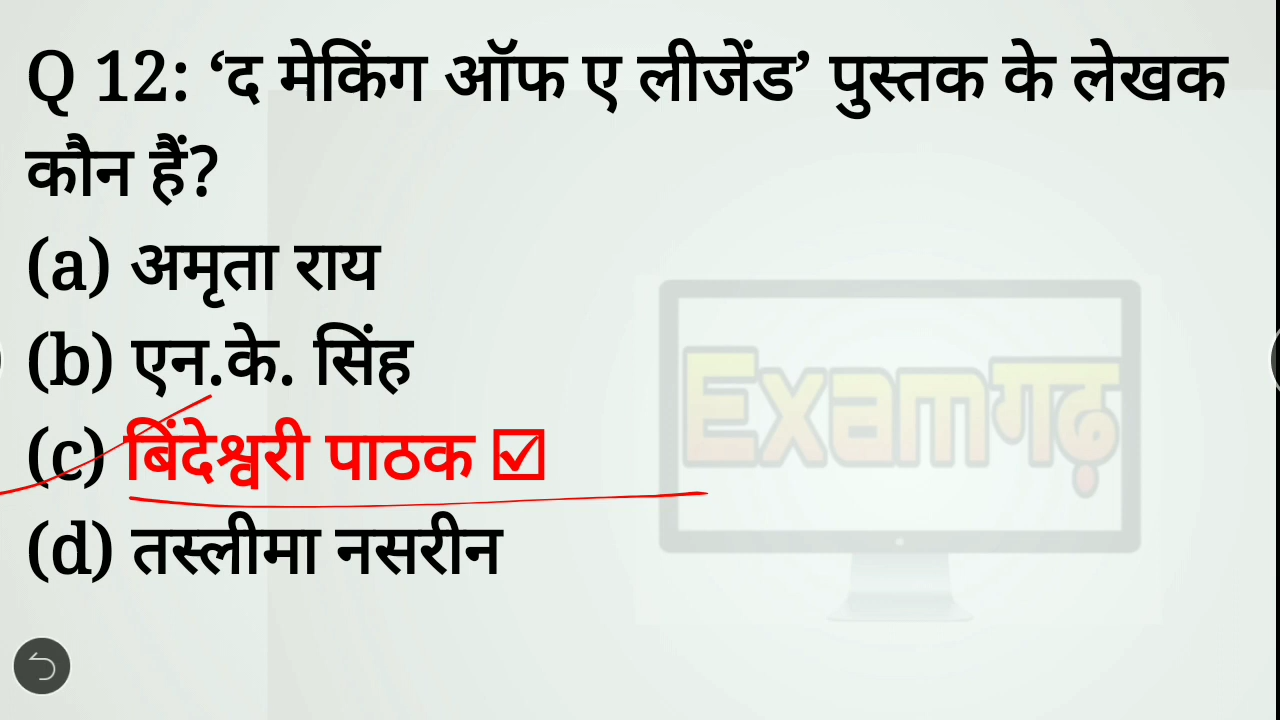 Q 12: ‘द मेकिंग ऑफ ए लीजेंड’ पुस्तक के लेखक
कौन हैं?
(a) अमृता राय
(b) एन.के. सिंह
(c) बिंदेश्वरी पाठक ☑
(d) तस्लीमा नसरीन
Examगढ़